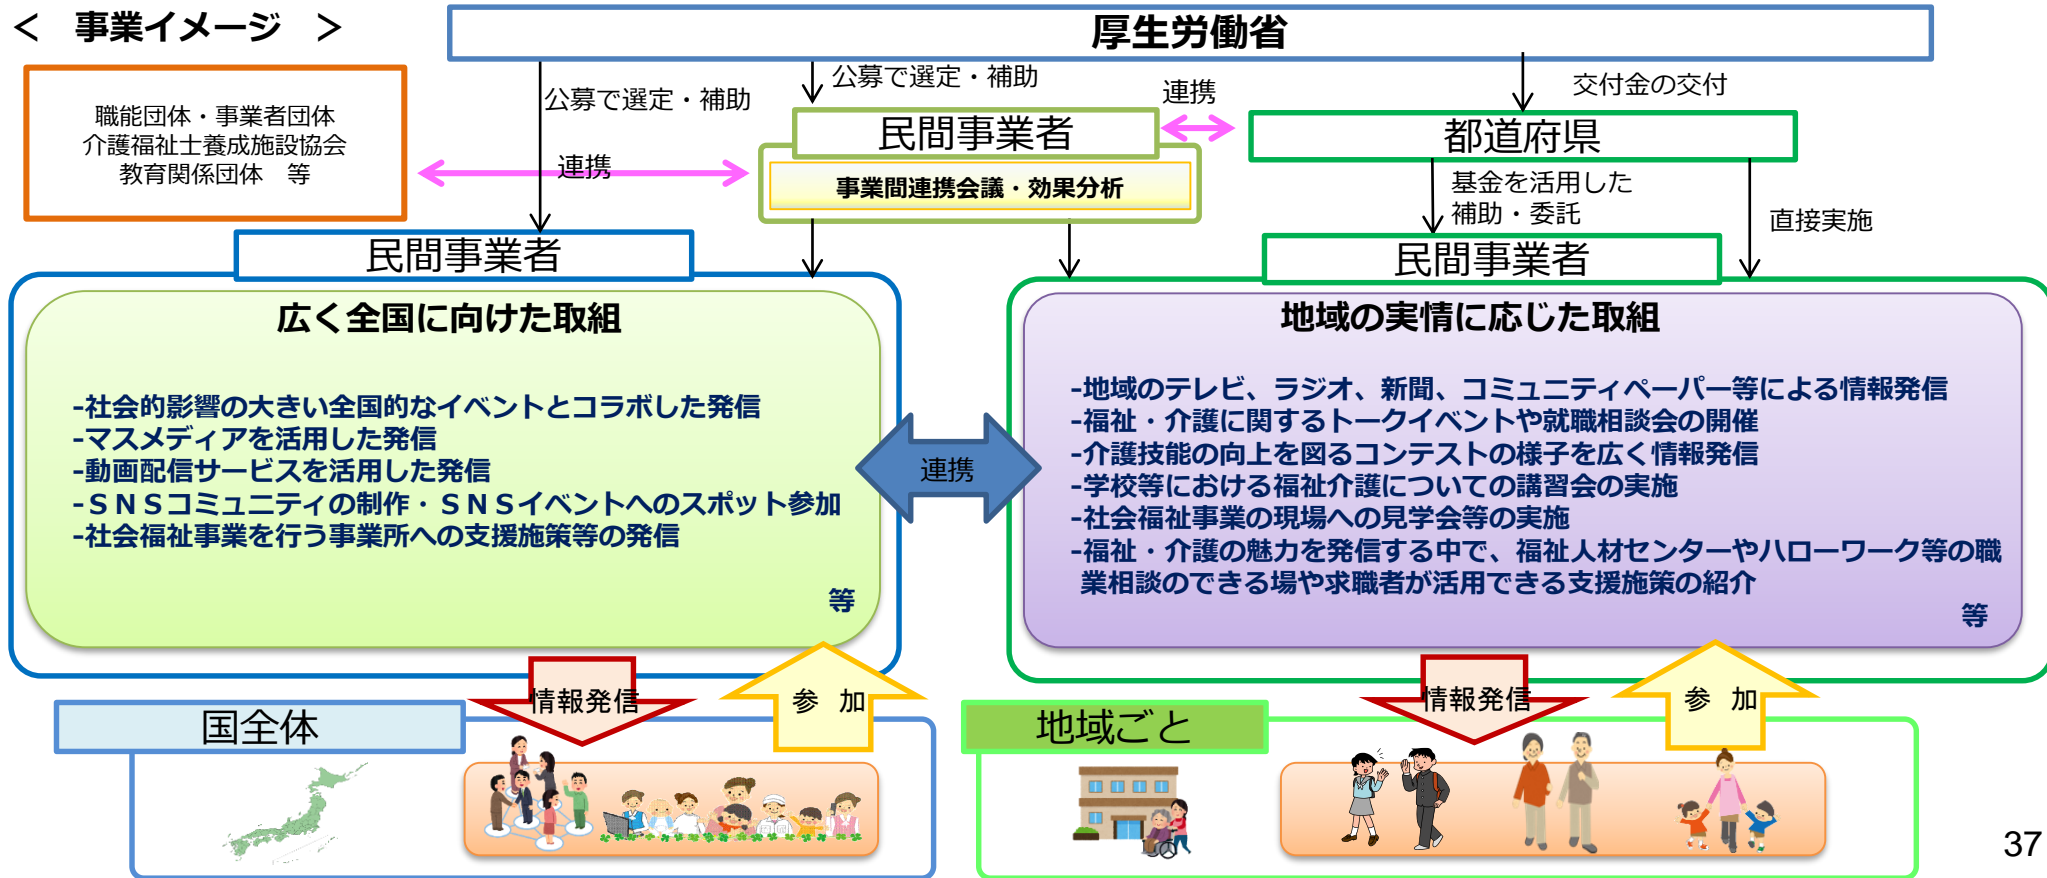 ＜　事業イメージ　＞
厚生労働省
職能団体・事業者団体
介護福祉士養成施設協会
教育関係団体　等
公募で選定・補助
公募で選定・補助
連携
交付金の交付
民間事業者
都道府県
連携
事業間連携会議・効果分析
基金を活用した
補助・委託
直接実施
民間事業者
民間事業者
広く全国に向けた取組
-社会的影響の大きい全国的なイベントとコラボした発信
-マスメディアを活用した発信
-動画配信サービスを活用した発信
-ＳＮＳコミュニティの制作・ＳＮＳイベントへのスポット参加
-社会福祉事業を行う事業所への支援施策等の発信
等
連携
地域の実情に応じた取組
-地域のテレビ、ラジオ、新聞、コミュニティペーパー等による情報発信
-福祉・介護に関するトークイベントや就職相談会の開催
-介護技能の向上を図るコンテストの様子を広く情報発信
-学校等における福祉介護についての講習会の実施
-社会福祉事業の現場への見学会等の実施
-福祉・介護の魅力を発信する中で、福祉人材センターやハローワーク等の職
業相談のできる場や求職者が活用できる支援施策の紹介
等
情報発信
参　加
情報発信
参　加
国全体
地域ごと
37